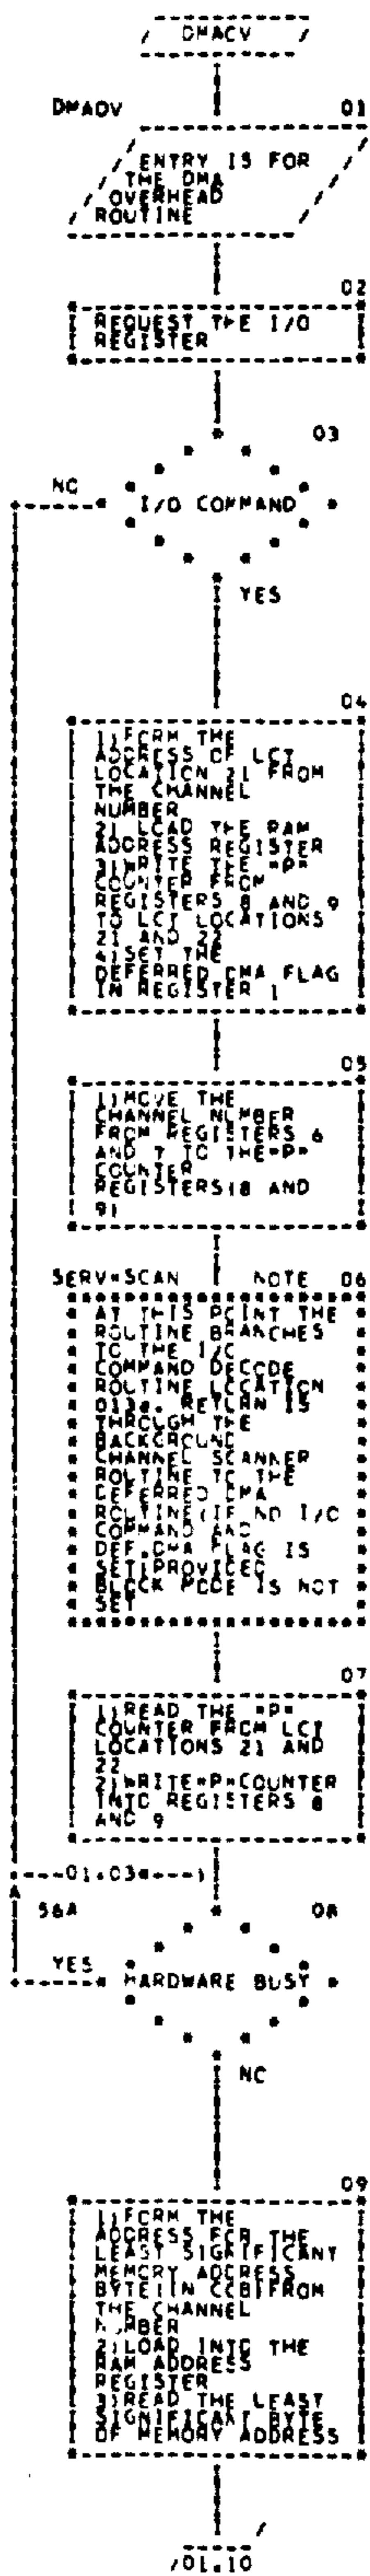 DMACV
DMADV 01
ENTRY IS FOR
THE DMA
OVERHEAD
ROUTINE
02
REQUEST THE I/O
REGISTER
03
NO
I/O COMMAND
YES
04
1)FORM THE
ADDRESS OF LCT
LOCATION 21 FROM
THE CHANNEL
NUMBER
2) LOAD THE RAM
ADDRESS REGISTER
3)WRITE THE *P*
COUNTER FROM
REGISTERS 8 AND 9
TO LCT LOCATIONS
21 AND 22
4)SET THE
DEFERRED DMA FLAG
IN REGISTER 1
05
1)MOVE THE
CHANNEL NUMBER
FROM REGISTERS 6
AND 7 TO THE*P*
COUNTER
REGISTERS(8 AND
9)
SERV*SCAN NOTE 06
AT THIS POINT THE
ROUTINE BRANCHES
TO THE I/O
COMMAND DECODE
ROUTINE LOCATION
RETURN IS
THROUGH THE
BACKGROUND
CHANNEL SCANNER
ROUTINE TO THE
DEFERRED DMA
ROUTINE(IF NO I/O
COMMAND AND
DEF.DMA FLAG IS
SET)PROVIDED
BLOCK MODE IS NOT
SET
07
1)READ THE *P*
COUNTER FROM LCT
LOCATIONS 21 AND
22
2)WRITE*P*COUNTER
INTO REGISTERS 8
AND 9
01.03*
56A 08
YES
HARDWARE BUSY
NO
09
1)FORM THE
ADDRESS FOR THE
LEAST SIGNIFICANT
MEMORY ADDRESS
BYTE(IN CCB)FROM
THE CHANNEL
NUMBER
2)LOAD INTO THE
RAM ADDRESS
REGISTER
3)READ THE LEAST
SIGNIFICANT BYTE
OF MEMORY ADDRESS
01.10